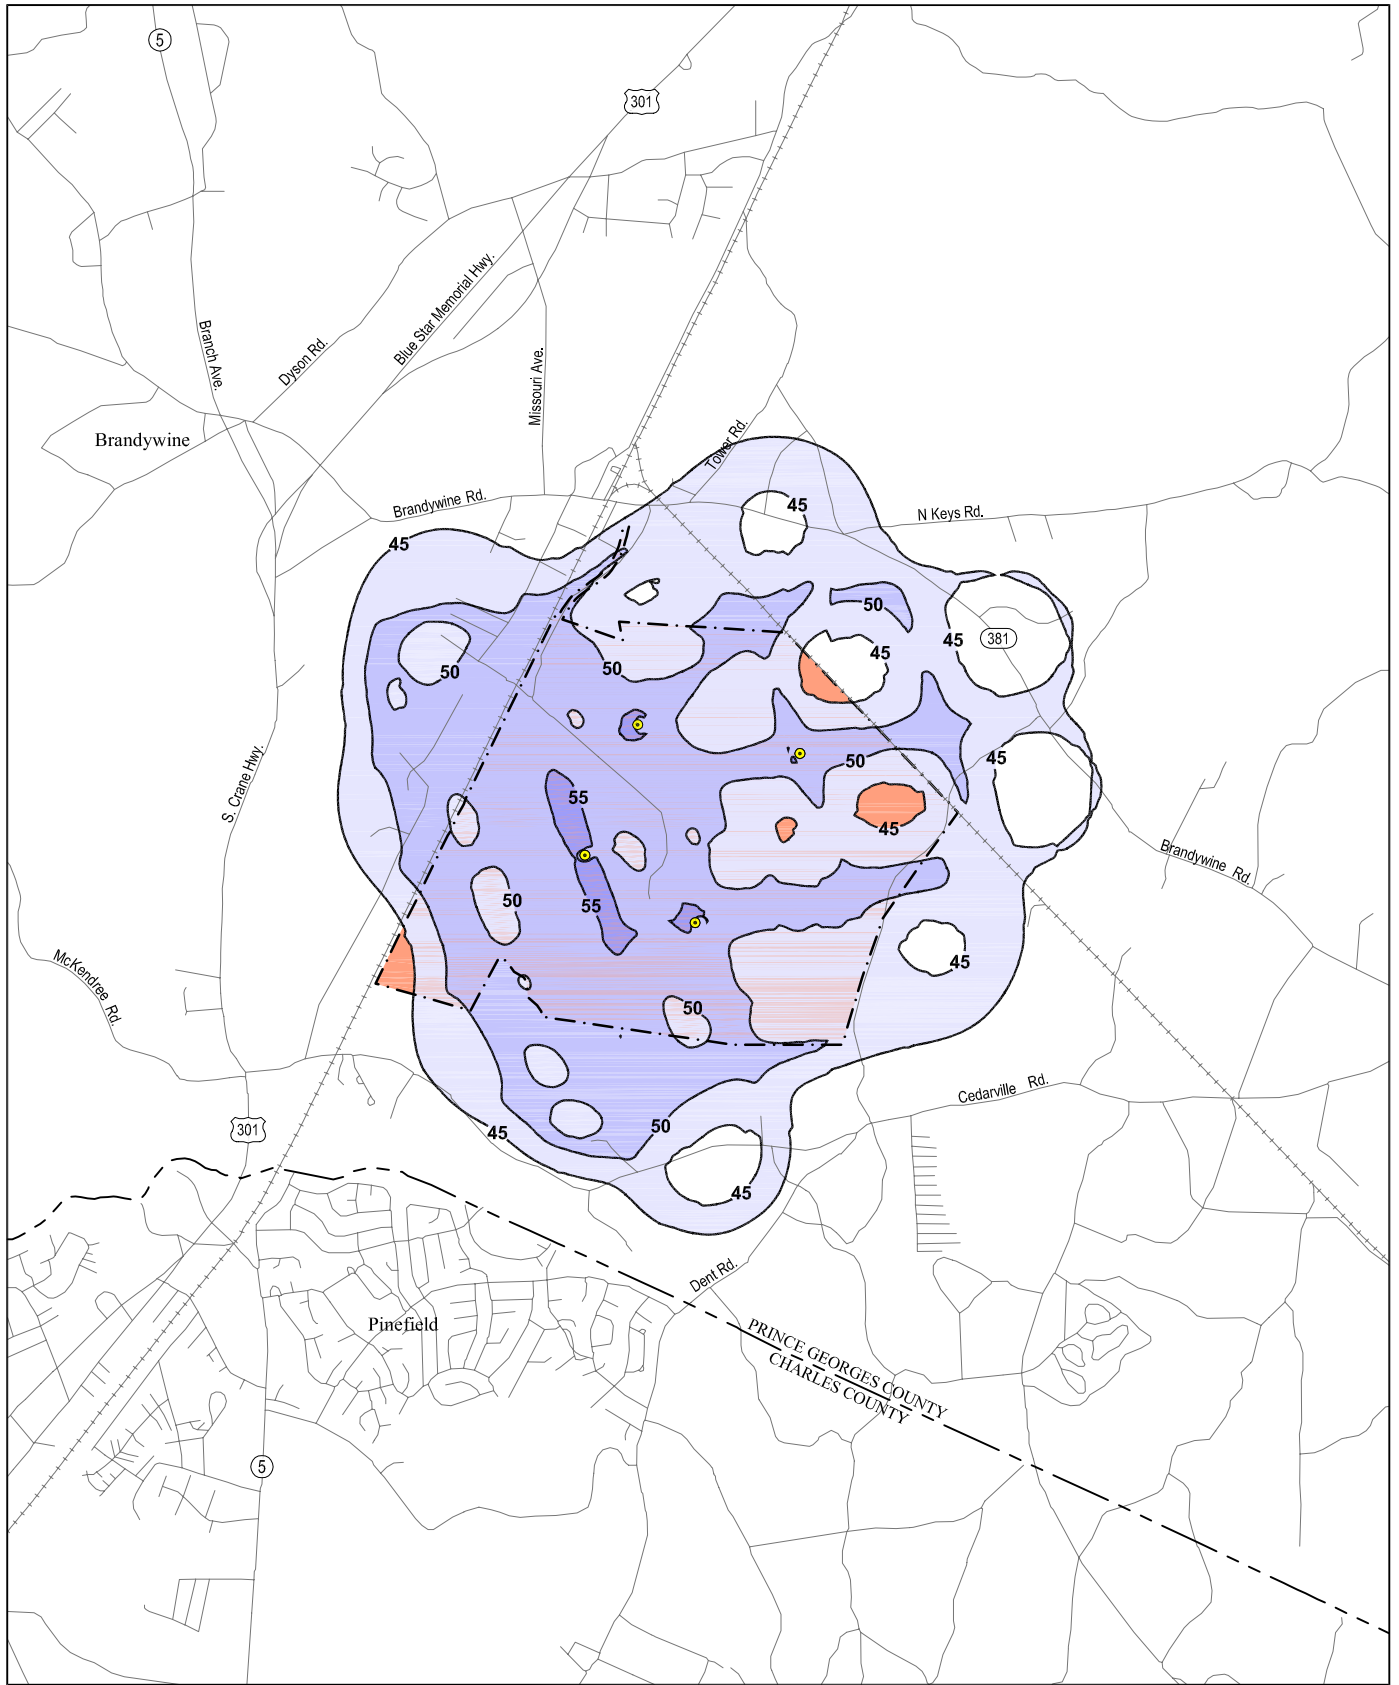 5
301
Branch Ave.
Dyson Rd.
Blue Star Memorial Hwy.
Missouri Ave.
Brandywine
Tower Rd.
Brandywine Rd.
45
N Keys Rd.
45
50
45
381
45
50
50
S. Crane Hwy.
50
45
55
45
Brandywine Rd.
50
55
McKendree Rd.
45
50
Cedarville Rd.
301
45
50
45
Dent Rd.
Pinefield
PRINCE GEORGES COUNTY
CHARLES COUNTY
5